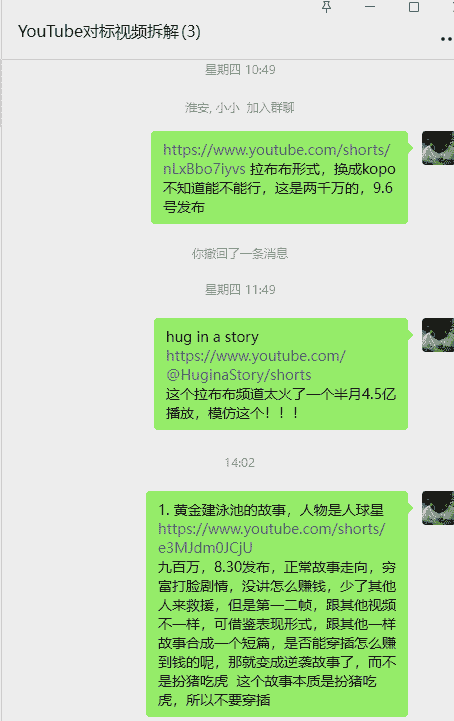 YouTube对标视频拆解(3)
星期四 10:49
淮安, 小小 加入群聊
https://www.youtube.com/shorts/
nLxBbo7iyvs 拉布布形式，换成kopo
不知道能不能行，这是两千万的，9.6
号发布
你撤回了一条消息
星期四 11:49
hug in a story
https://www.youtube.com/
@HuginaStory/shorts
这个拉布布频道太火了一个半月4.5亿
播放，模仿这个！！！
14:02
1. 黄金建泳池的故事，人物是人球星
https://www.youtube.com/shorts/
e3MJdm0JCjU
九百万，8.30发布，正常故事走向，穷
富打脸剧情，没讲怎么赚钱，少了其他
人来救援，但是第一二帧，跟其他视频
不一样，可借鉴表现形式，跟其他一样
故事合成一个短篇，是否能穿插怎么赚
到钱的呢，那就变成逆袭故事了，而不
是扮猪吃虎  这个故事本质是扮猪吃
虎，所以不要穿插